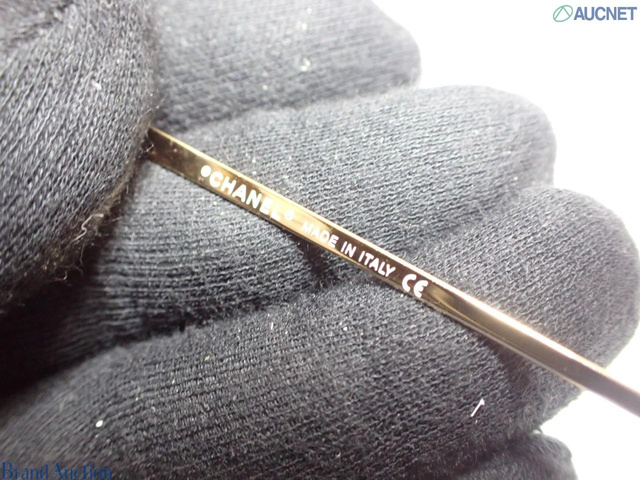 AUCNET
©CHANEL® MADE IN ITALY CE
Brand Auction